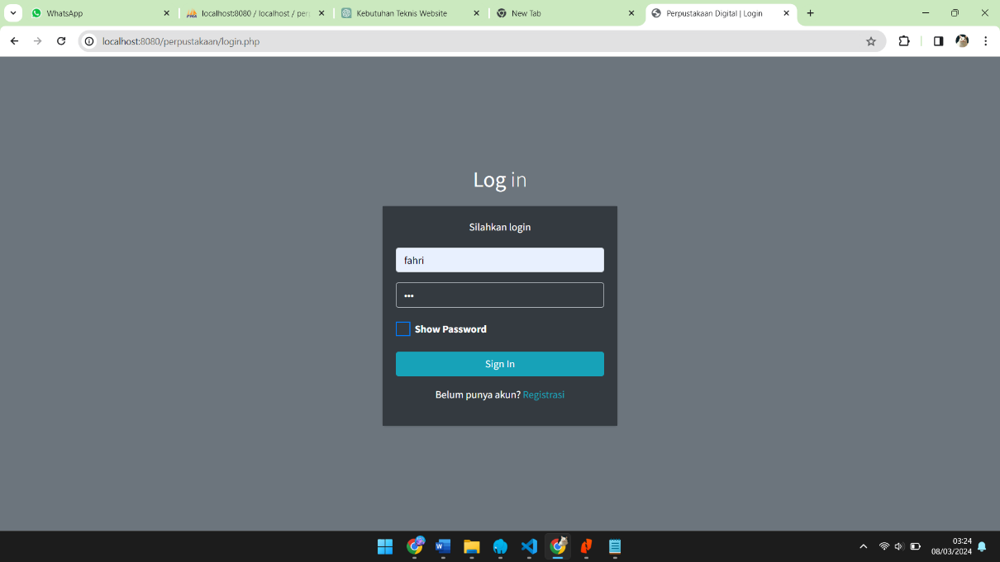 WhatsApp
localhost:8080 / localhost / perp
Kebutuhan Teknis Website
New Tab
Perpustakaan Digital | Login
localhost:8080/perpustakaan/login.php
Log in
Silahkan login
fahri
•••
Show Password
Sign In
Belum punya akun? Registrasi
03:24
08/03/2024